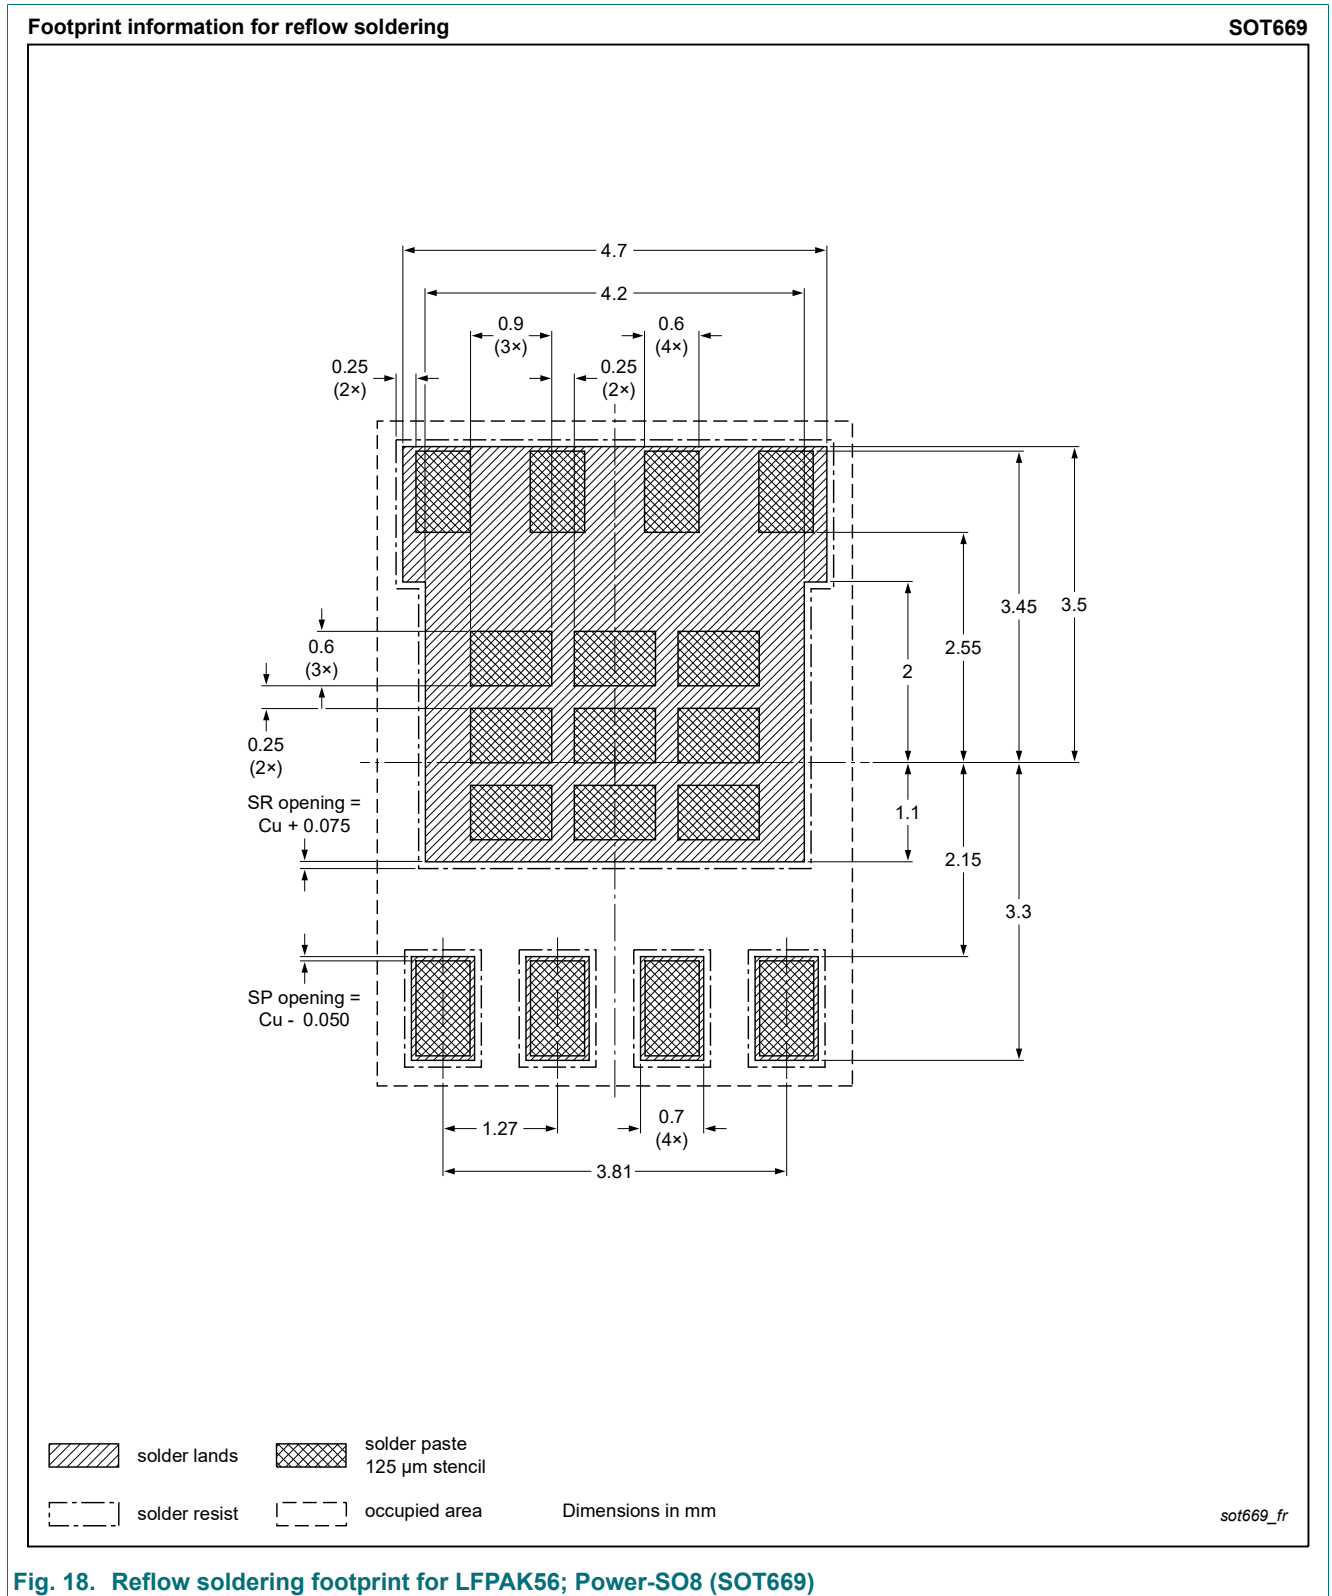 Footprint information for reflow soldering SOT669
4.7
4.2
0.9
(3×)
0.6
(4×)
0.25
(2×)
0.25
(2×)
0.6
(3×)
0.25
(2×)
3.45
3.5
2.55
2
SR opening =
Cu + 0.075
1.1
2.15
3.3
SP opening =
Cu - 0.050
1.27
0.7
(4×)
3.81
solder lands
solder paste
125 µm stencil
solder resist
occupied area
Dimensions in mm
sot669_fr
Fig. 18. Reflow soldering footprint for LFPAK56; Power-SO8 (SOT669)